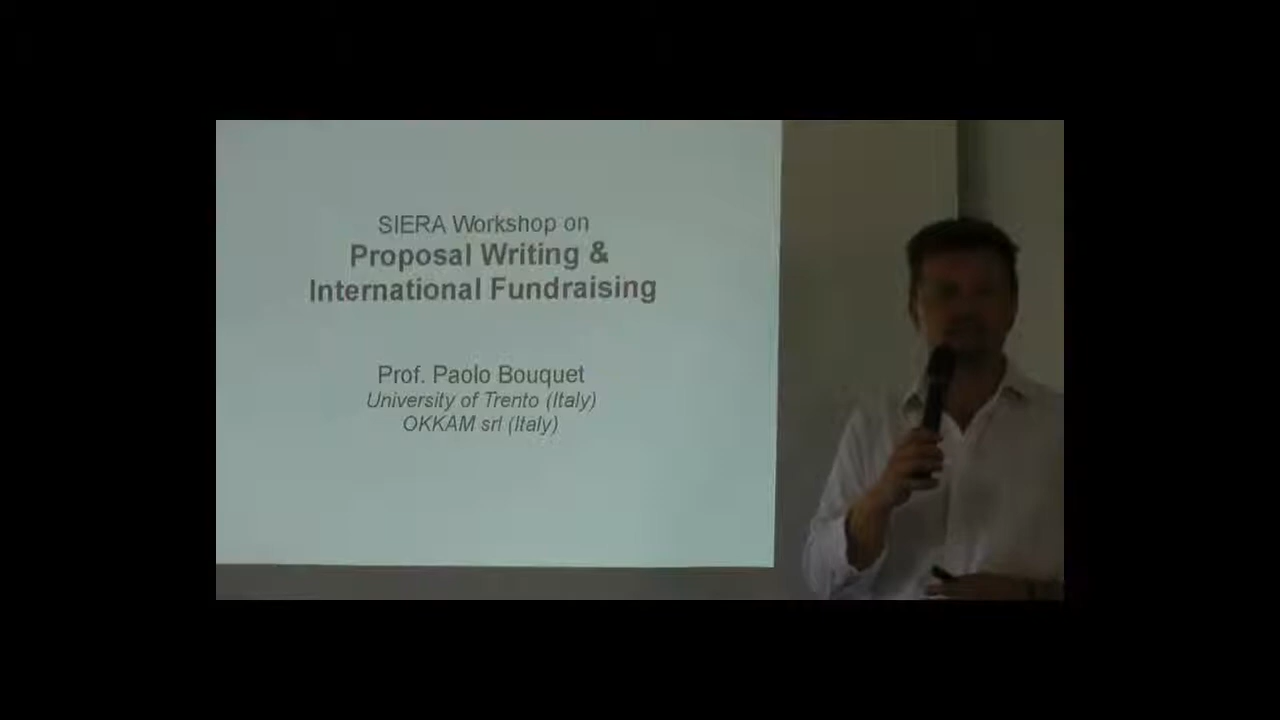 SIERA Workshop on
Proposal Writing &
International Fundraising
Prof. Paolo Bouquet
University of Trento (Italy)
OKKAM srl (Italy)